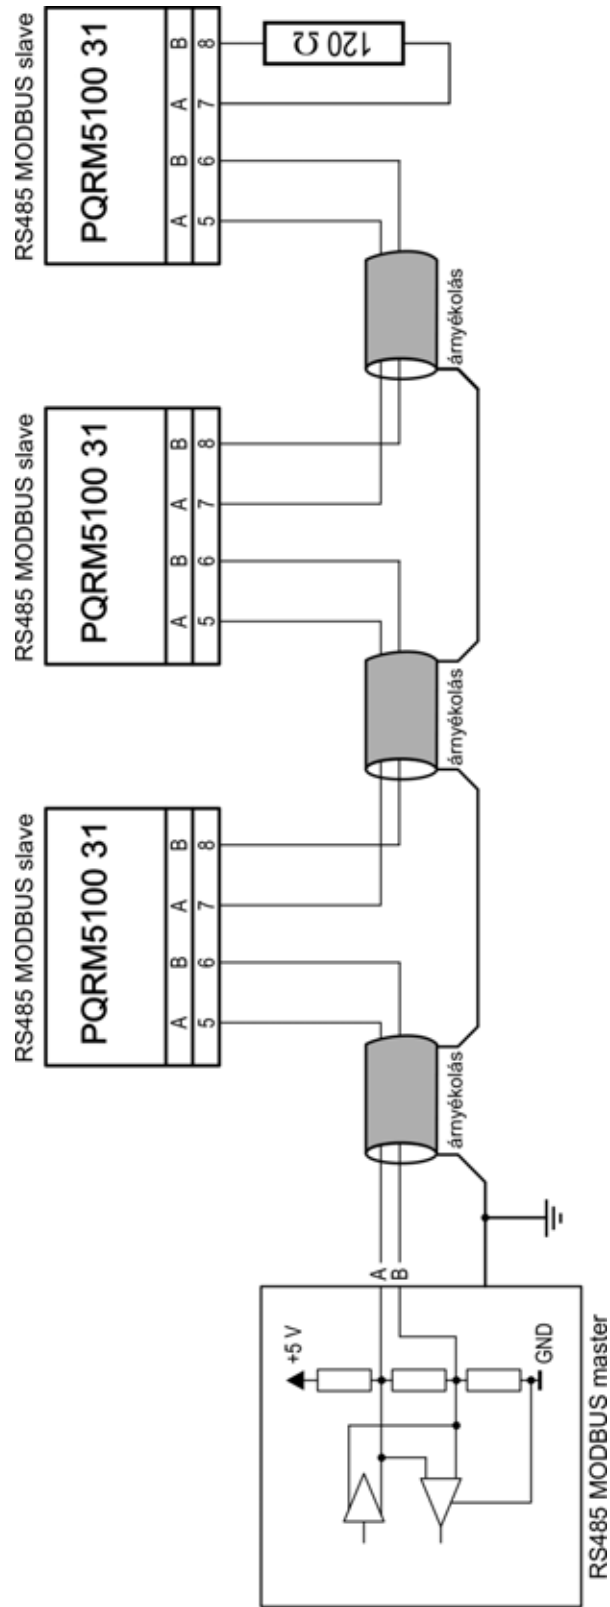 RS485 MODBUS slave
PQRM5100 31
A B A B
5 6 7 8
RS485 MODBUS slave
PQRM5100 31
A B A B
5 6 7 8
RS485 MODBUS slave
PQRM5100 31
A B A B
5 6 7 8
120 Ω
+5 V
A
B
árnyékolás
árnyékolás
árnyékolás
GND
RS485 MODBUS master